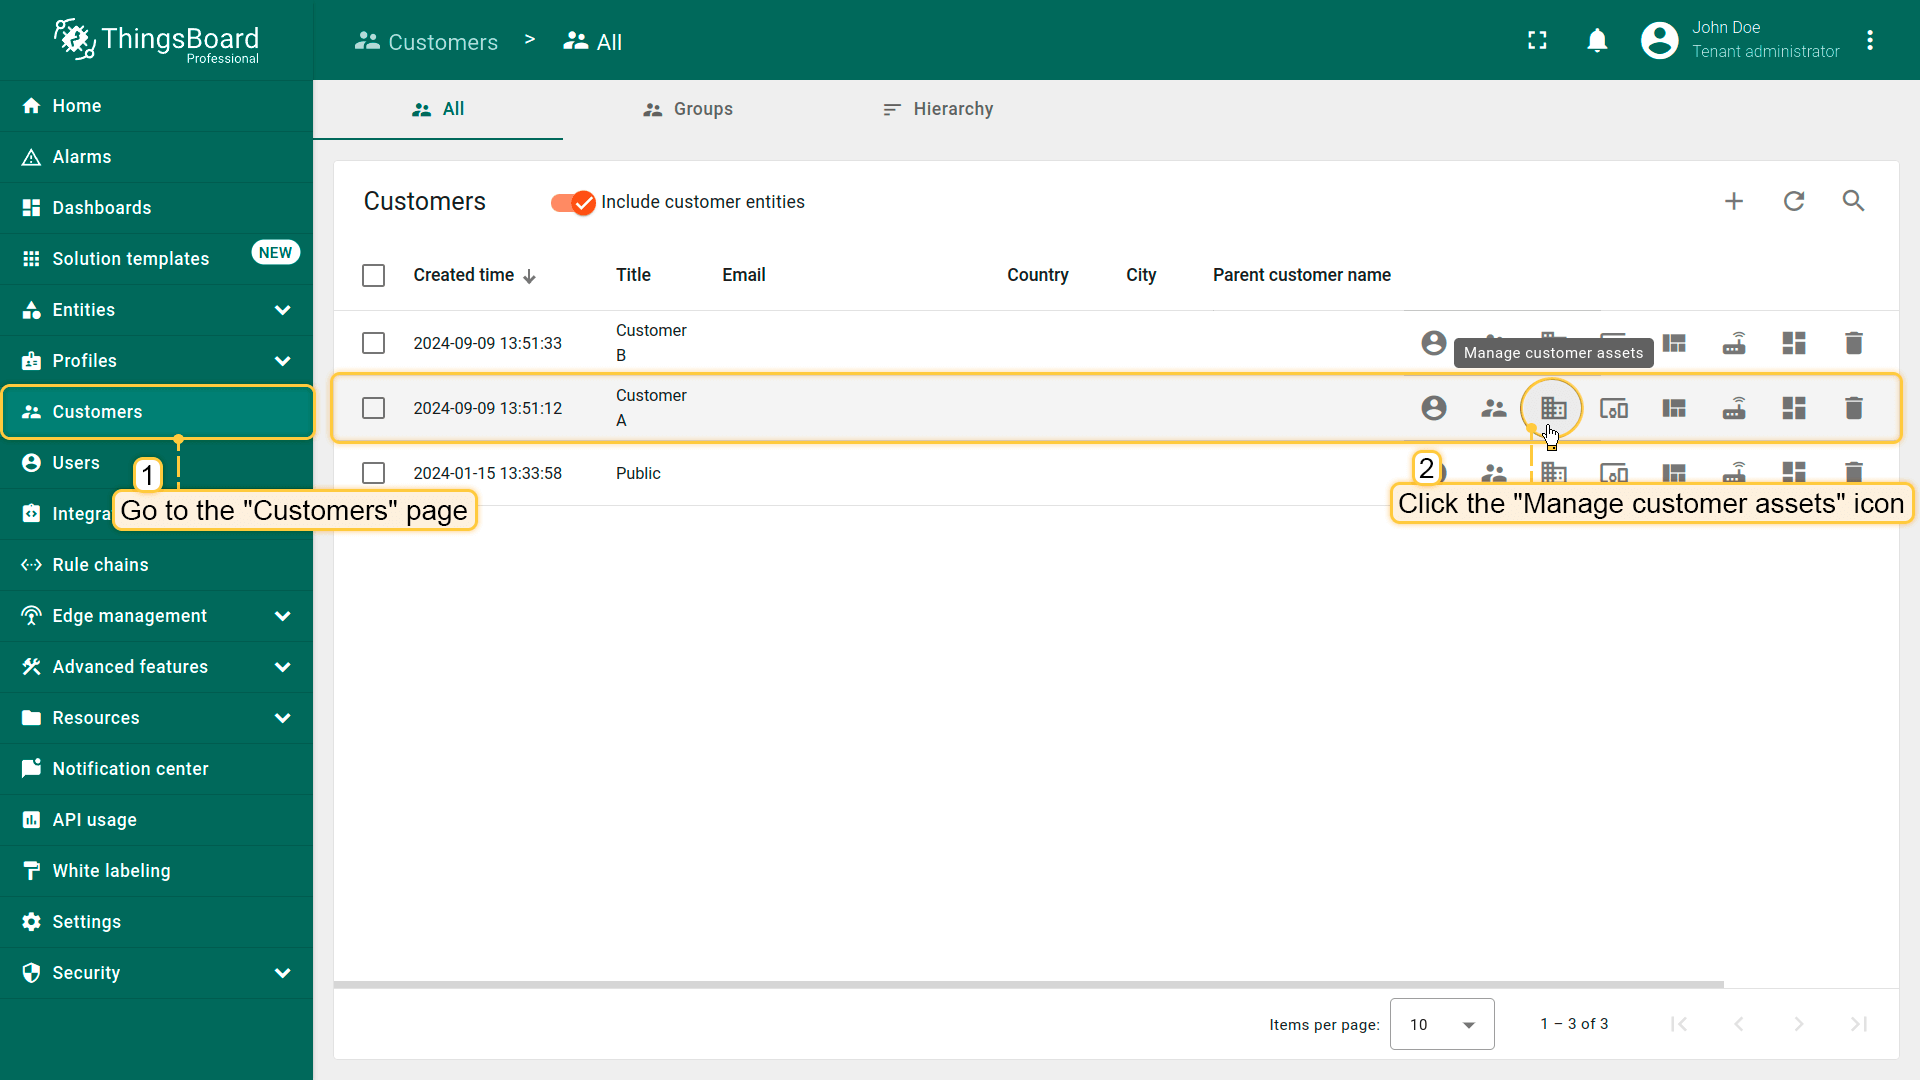 ThingsBoard
Professional
Customers > All
John Doe
Tenant administrator
Home
Alarms
Dashboards
Solution templates NEW
Entities
Profiles
Customers
Users
Integra
Rule chains
Edge management
Advanced features
Resources
Notification center
API usage
White labeling
Settings
Security
1
Go to the "Customers" page
All Groups Hierarchy
Customers Include customer entities
Created time Title Email Country City Parent customer name
2024-09-09 13:51:33 Customer
B
Manage customer assets
2024-09-09 13:51:12 Customer
A
2024-01-15 13:33:58 Public
2
Click the "Manage customer assets" icon
Items per page: 10 1 – 3 of 3